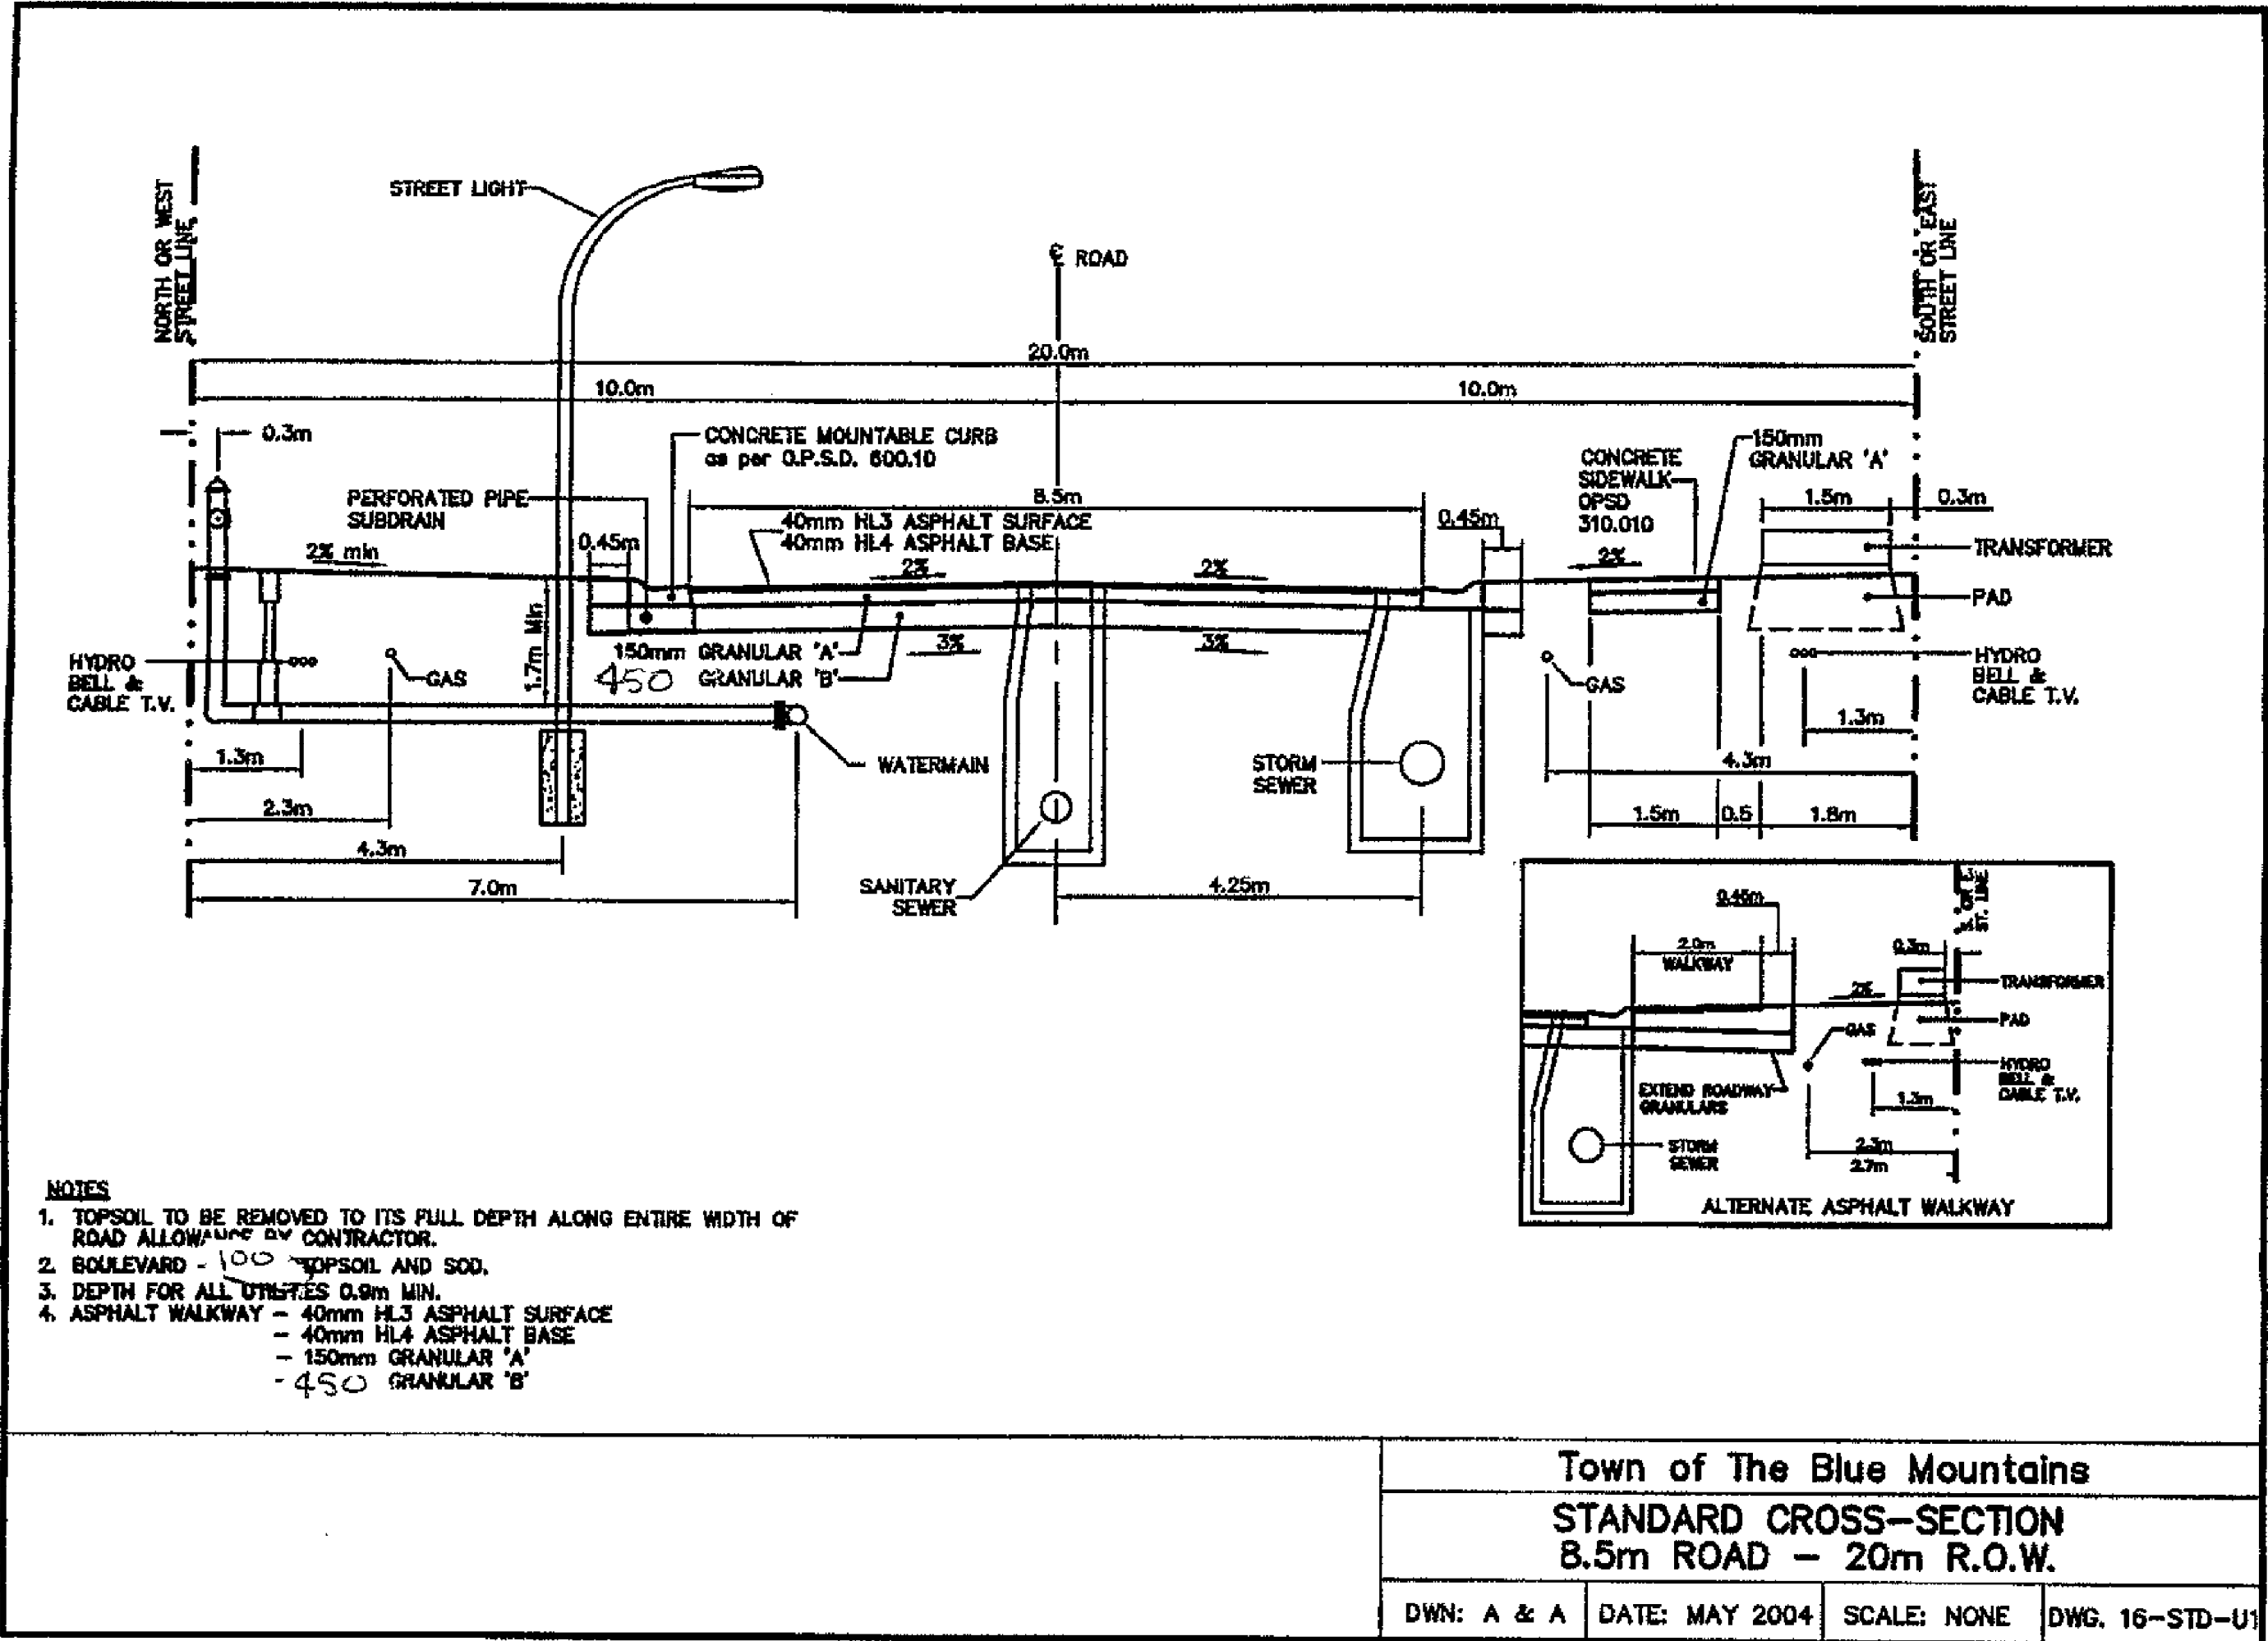 NORTH OR WEST
STREET LINE
STREET LIGHT
℄ ROAD
SOUTH OR EAST
STREET LINE
20.0m
10.0m
10.0m
0.3m
CONCRETE MOUNTABLE CURB
as per O.P.S.D. 600.10
PERFORATED PIPE
SUBDRAIN
8.5m
40mm HL3 ASPHALT SURFACE
40mm HL4 ASPHALT BASE
0.45m
0.45m
CONCRETE
SIDEWALK
OPSD
310.010
150mm
GRANULAR 'A'
1.5m
0.3m
TRANSFORMER
PAD
2% min
2%
2%
2%
1.7m Min
150mm GRANULAR 'A'
450 GRANULAR 'B'
3%
3%
HYDRO
BELL &
CABLE T.V.
GAS
GAS
HYDRO
BELL &
CABLE T.V.
1.3m
1.3m
WATERMAIN
STORM
SEWER
4.3m
2.3m
1.5m
0.5
1.8m
4.3m
7.0m
SANITARY
SEWER
4.25m
0.45m
ST. LINE
2.0m
WALKWAY
0.3m
2%
TRANSFORMER
PAD
GAS
HYDRO
BELL &
CABLE T.V.
EXTEND ROADWAY
GRANULARS
1.3m
STORM
SEWER
2.3m
2.7m
ALTERNATE ASPHALT WALKWAY
NOTES
1. TOPSOIL TO BE REMOVED TO ITS FULL DEPTH ALONG ENTIRE WIDTH OF
ROAD ALLOWANCE BY CONTRACTOR.
2. BOULEVARD - 100 TOPSOIL AND SOD.
3. DEPTH FOR ALL UTILITIES 0.9m MIN.
4. ASPHALT WALKWAY - 40mm HL3 ASPHALT SURFACE
- 40mm HL4 ASPHALT BASE
- 150mm GRANULAR 'A'
- 450 GRANULAR 'B'
Town of The Blue Mountains
STANDARD CROSS-SECTION
8.5m ROAD - 20m R.O.W.
DWN: A & A
DATE: MAY 2004
SCALE: NONE
DWG. 16-STD-U1